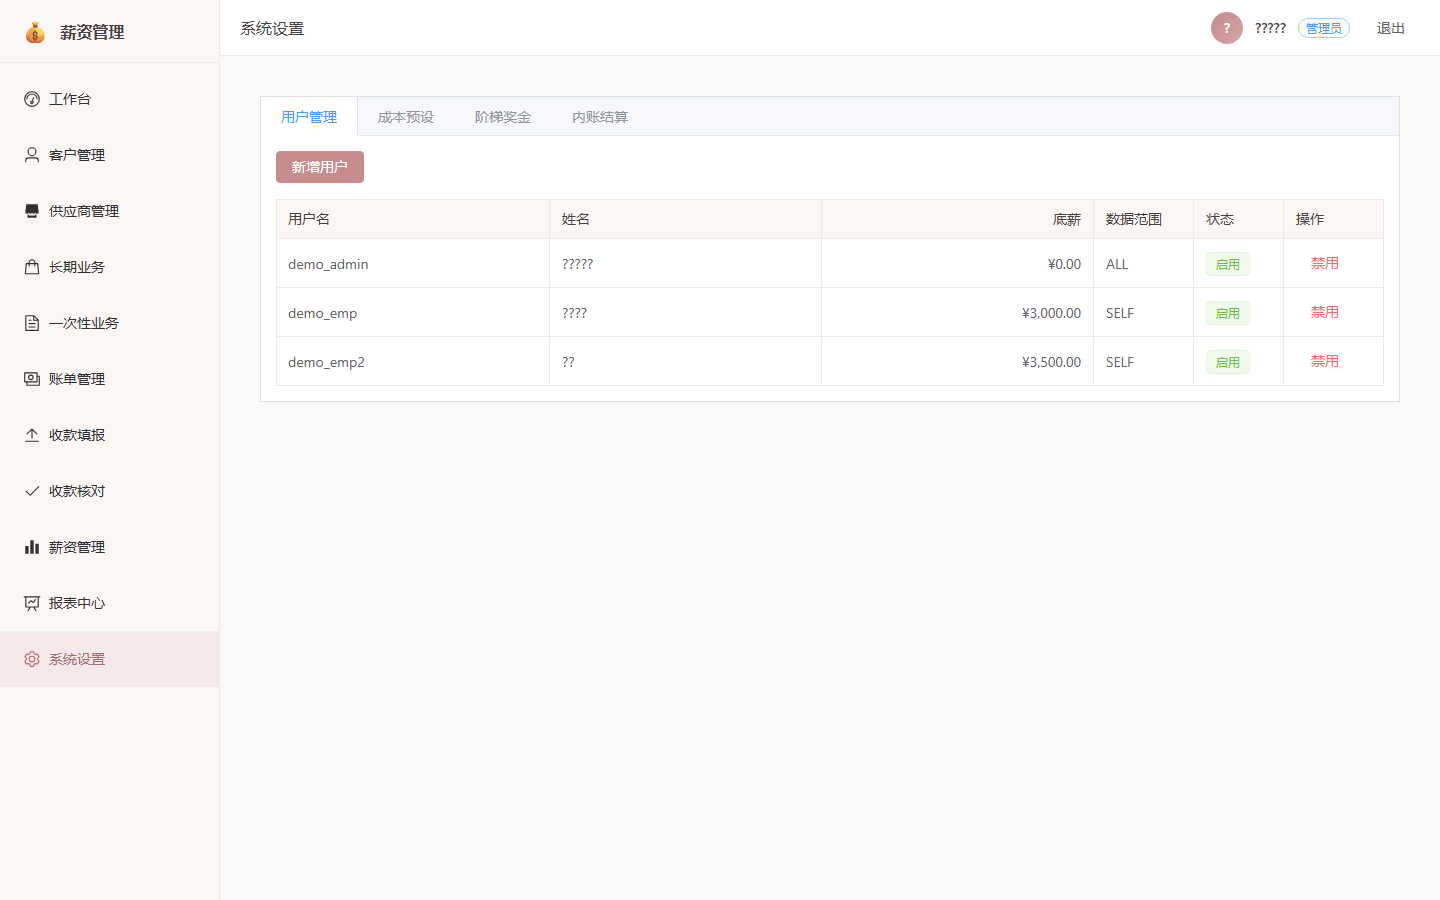 薪资管理
系统设置
? ????? 管理员 退出
工作台
客户管理
供应商管理
长期业务
一次性业务
账单管理
收款填报
收款核对
薪资管理
报表中心
系统设置
用户管理 成本预设 阶梯奖金 内账结算
新增用户
用户名 姓名 底薪 数据范围 状态 操作
demo_admin ????? ¥0.00 ALL 启用 禁用
demo_emp ???? ¥3,000.00 SELF 启用 禁用
demo_emp2 ?? ¥3,500.00 SELF 启用 禁用